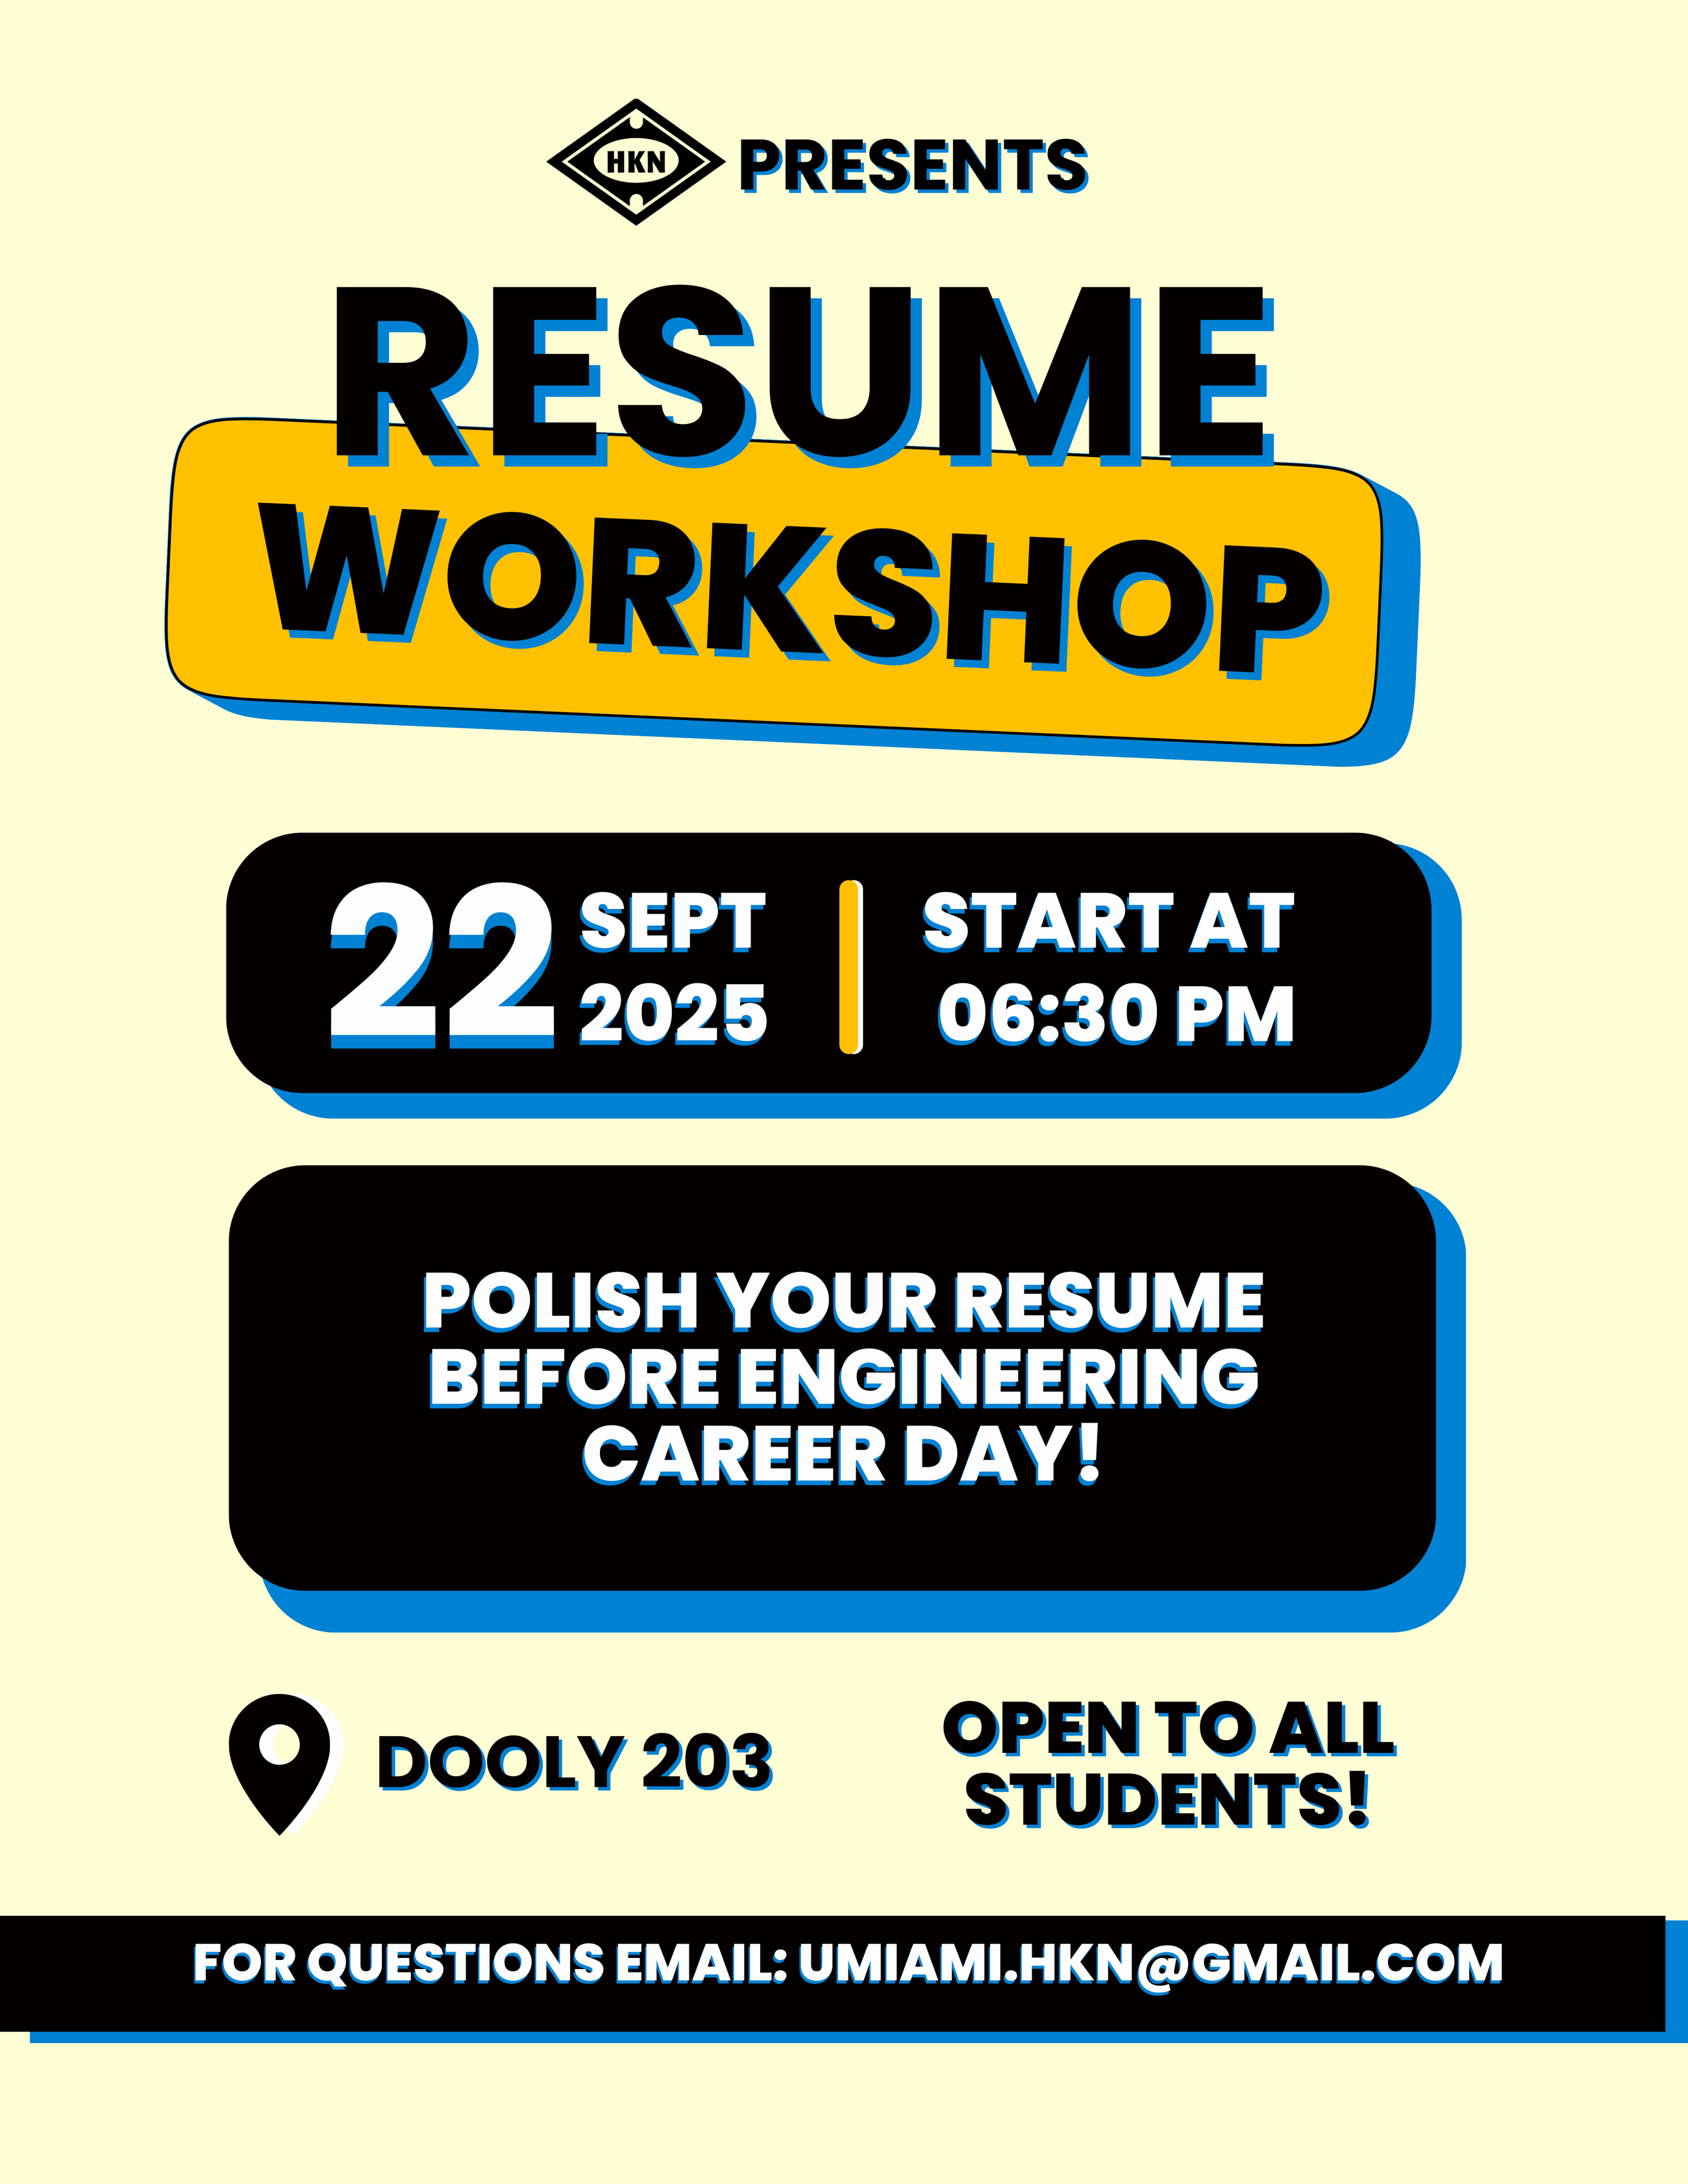 HKN PRESENTS
RESUME
WORKSHOP
22 SEPT
2025
START AT
06:30 PM
POLISH YOUR RESUME
BEFORE ENGINEERING
CAREER DAY!
DOOLY 203
OPEN TO ALL
STUDENTS!
FOR QUESTIONS EMAIL: UMIAMI.HKN@GMAIL.COM